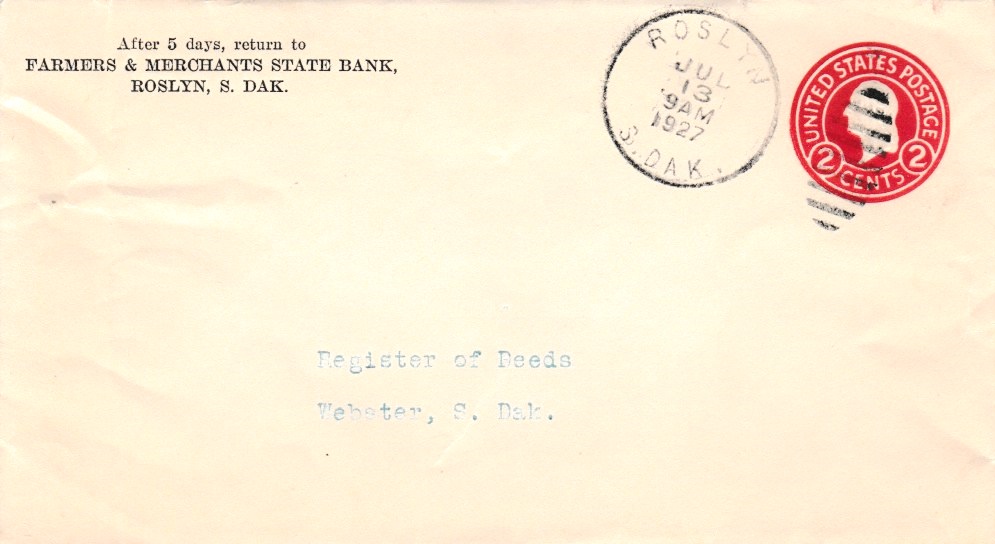 After 5 days, return to
FARMERS & MERCHANTS STATE BANK,
ROSLYN, S. DAK.
ROSLYN
JUL
13
9AM
1927
S. DAK.
UNITED STATES POSTAGE
2 CENTS 2
Register of Deeds
Webster, S. Dak.